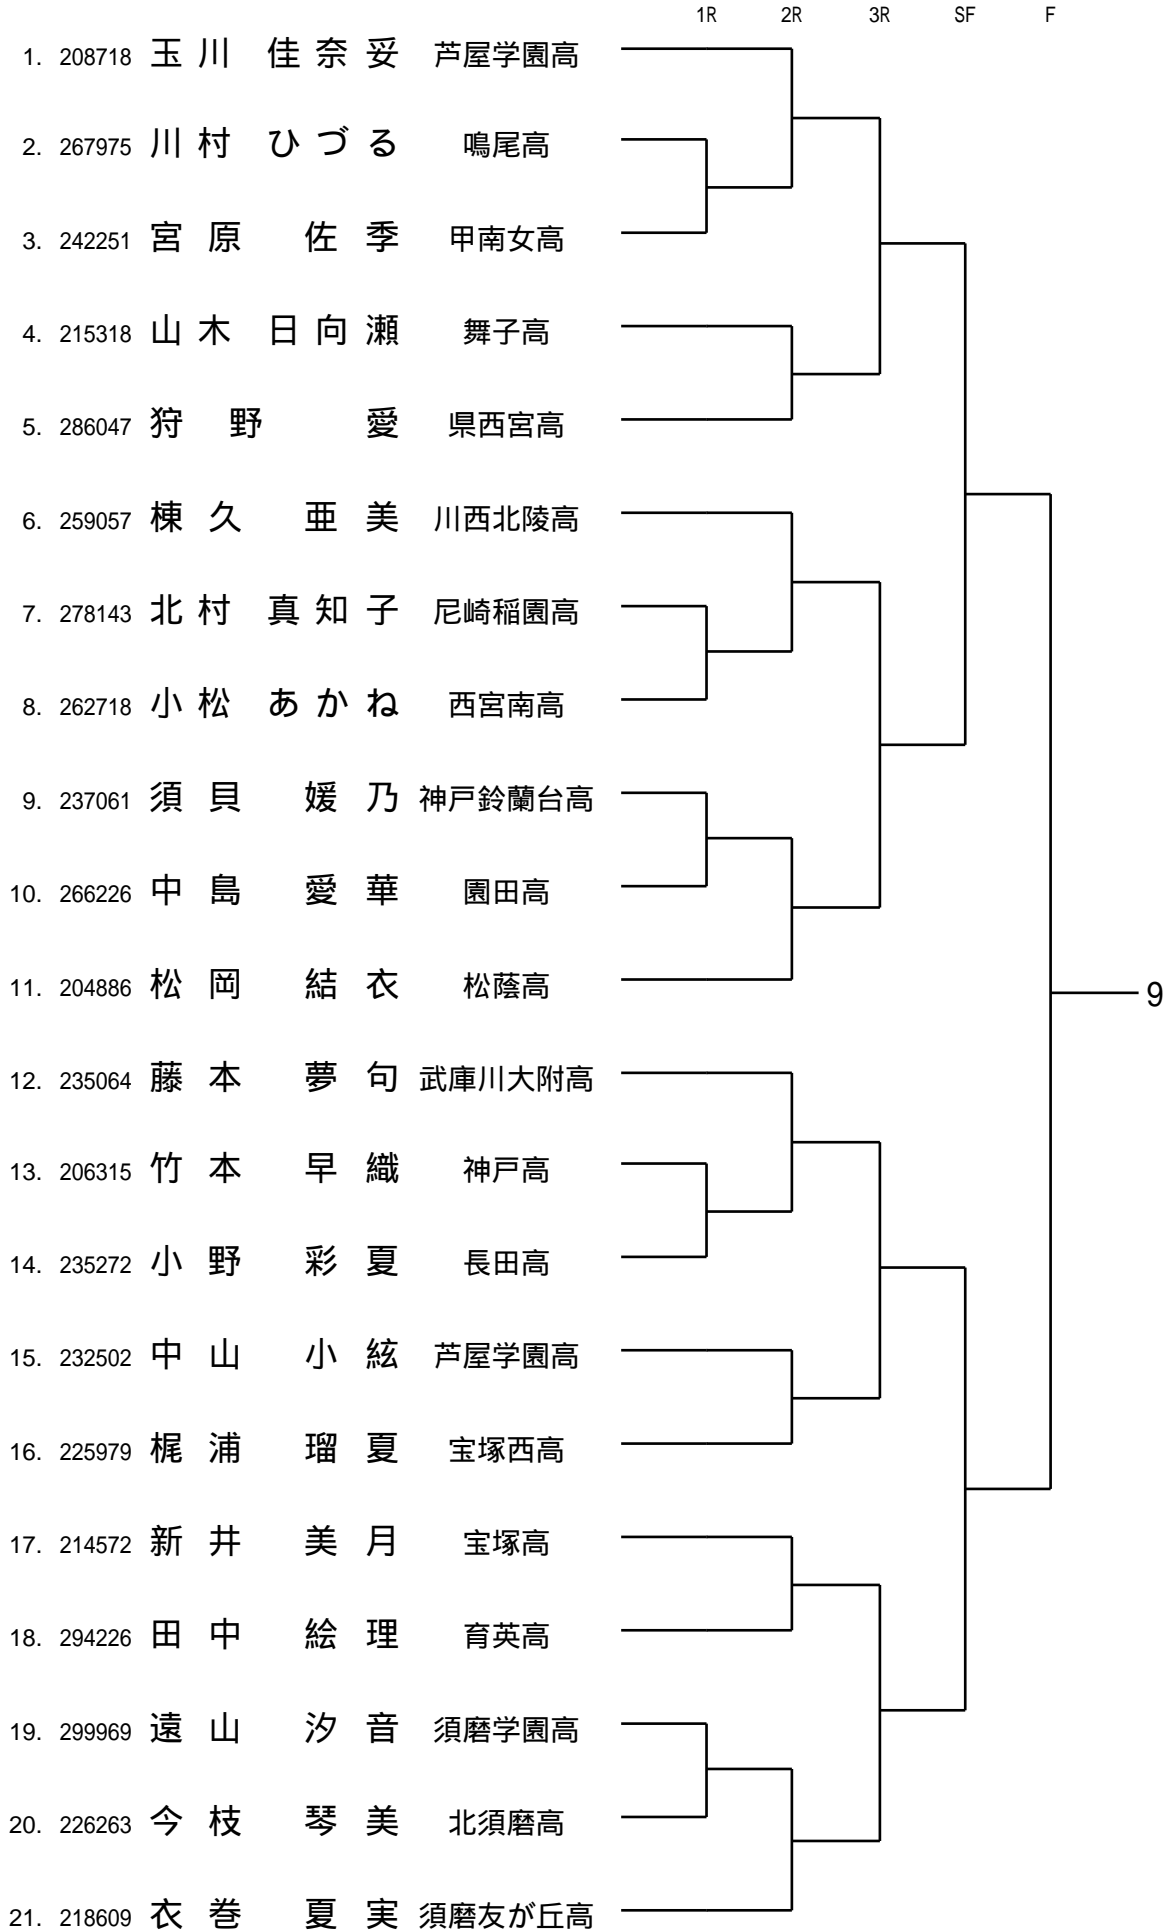 1R 2R 3R SF F
1. 208718 玉川 佳奈妥 芦屋学園高
2. 267975 川村 ひづる 鳴尾高
3. 242251 宮原 佐季 甲南女高
4. 215318 山木 日向瀬 舞子高
5. 286047 狩野 愛 県西宮高
6. 259057 棟久 亜美 川西北陵高
7. 278143 北村 真知子 尼崎稲園高
8. 262718 小松 あかね 西宮南高
9. 237061 須貝 媛乃 神戸鈴蘭台高
10. 266226 中島 愛華 園田高
11. 204886 松岡 結衣 松蔭高
9
12. 235064 藤本 夢句 武庫川大附高
13. 206315 竹本 早織 神戸高
14. 235272 小野 彩夏 長田高
15. 232502 中山 小絃 芦屋学園高
16. 225979 梶浦 瑠夏 宝塚西高
17. 214572 新井 美月 宝塚高
18. 294226 田中 絵理 育英高
19. 299969 遠山 汐音 須磨学園高
20. 226263 今枝 琴美 北須磨高
21. 218609 衣巻 夏実 須磨友が丘高